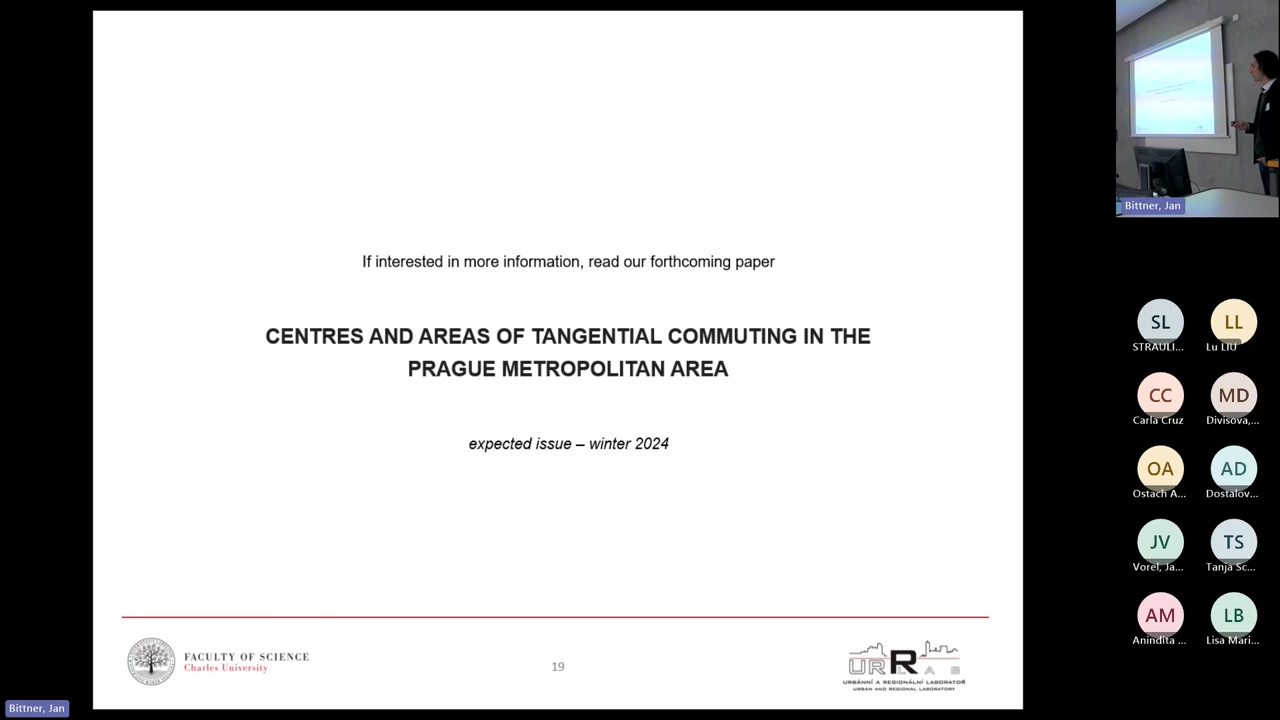 If interested in more information, read our forthcoming paper
CENTRES AND AREAS OF TANGENTIAL COMMUTING IN THE
PRAGUE METROPOLITAN AREA
expected issue – winter 2024
FACULTY OF SCIENCE
Charles University
19
URRLAB
URBÁNNÍ A REGIONÁLNÍ LABORATOŘ
URBAN AND REGIONAL LABORATORY
Bittner, Jan
Bittner, Jan
SL
STRAULI...
LL
Lu LIU
CC
Carla Cruz
MD
Divisova,...
OA
Ostach A...
AD
Dostalov...
JV
Vorel, Ja...
TS
Tanja Sc...
AM
Anindita ...
LB
Lisa Mari...